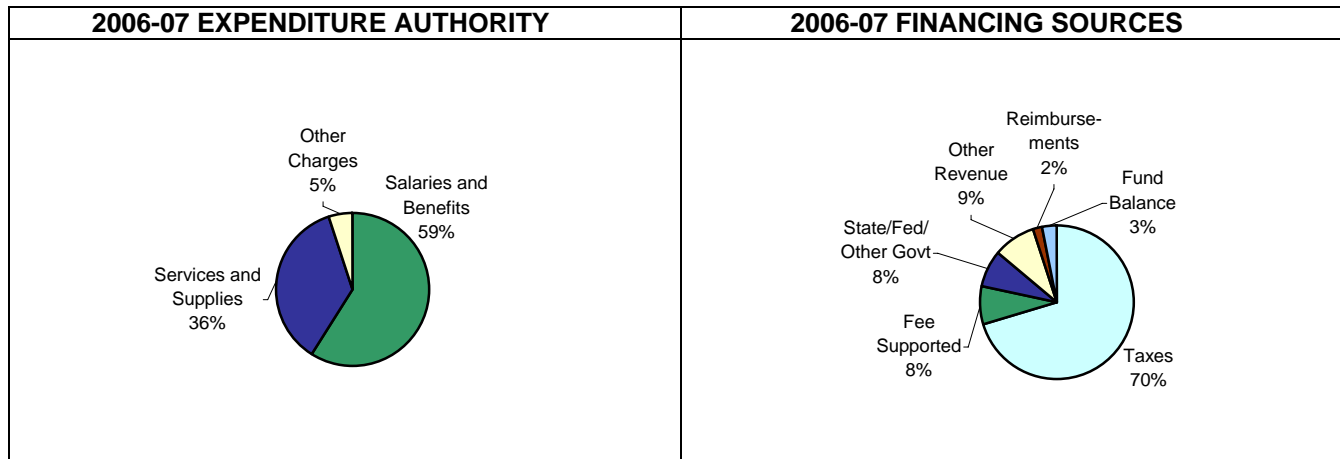 2006-07 EXPENDITURE AUTHORITY
2006-07 FINANCING SOURCES
Other
Charges
5%
Salaries and
Benefits
59%
Services and
Supplies
36%
Reimburse-
ments
2%
Other
Revenue
9%
Fund
Balance
3%
State/Fed/
Other Govt
8%
Fee
Supported
8%
Taxes
70%